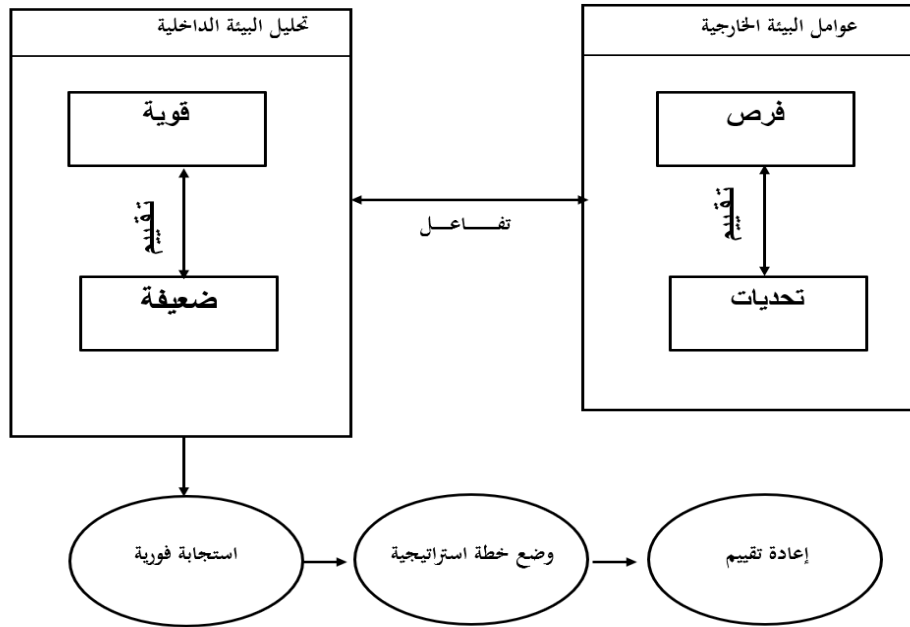 عوامل البيئة الخارجية
فرص
تقييم
تحديات
تحليل البيئة الداخلية
قوية
تقييم
ضعيفة
تفــــاعــــل
استجابة فورية
وضع خطة استراتيجية
إعادة تقييم